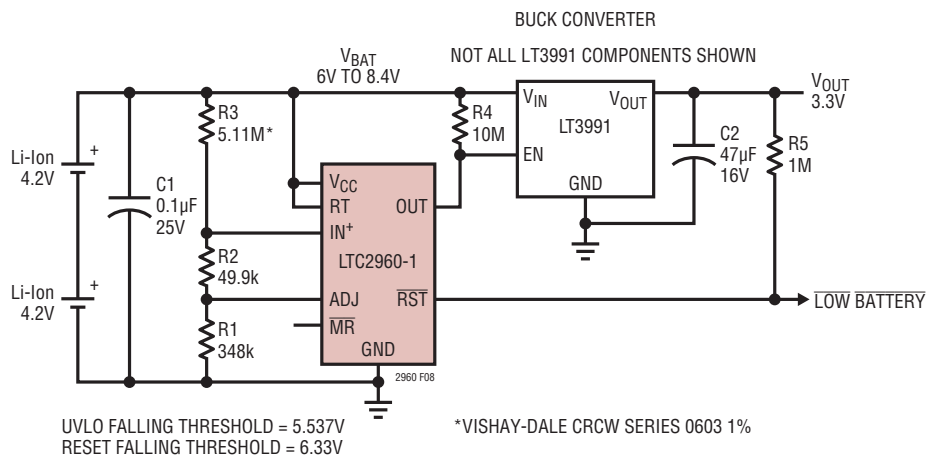 BUCK CONVERTER
NOT ALL LT3991 COMPONENTS SHOWN
VBAT
6V TO 8.4V
VOUT
3.3V
R3
5.11M*
R4
10M
VIN
VOUT
LT3991
EN
GND
C2
47µF
16V
R5
1M
Li-Ion
4.2V
+
C1
0.1µF
25V
VCC
RT
OUT
IN+
LTC2960-1
R2
49.9k
Li-Ion
4.2V
+
ADJ
RST
LOW BATTERY
R1
348k
MR
GND
2960 F08
UVLO FALLING THRESHOLD = 5.537V
RESET FALLING THRESHOLD = 6.33V
*VISHAY-DALE CRCW SERIES 0603 1%